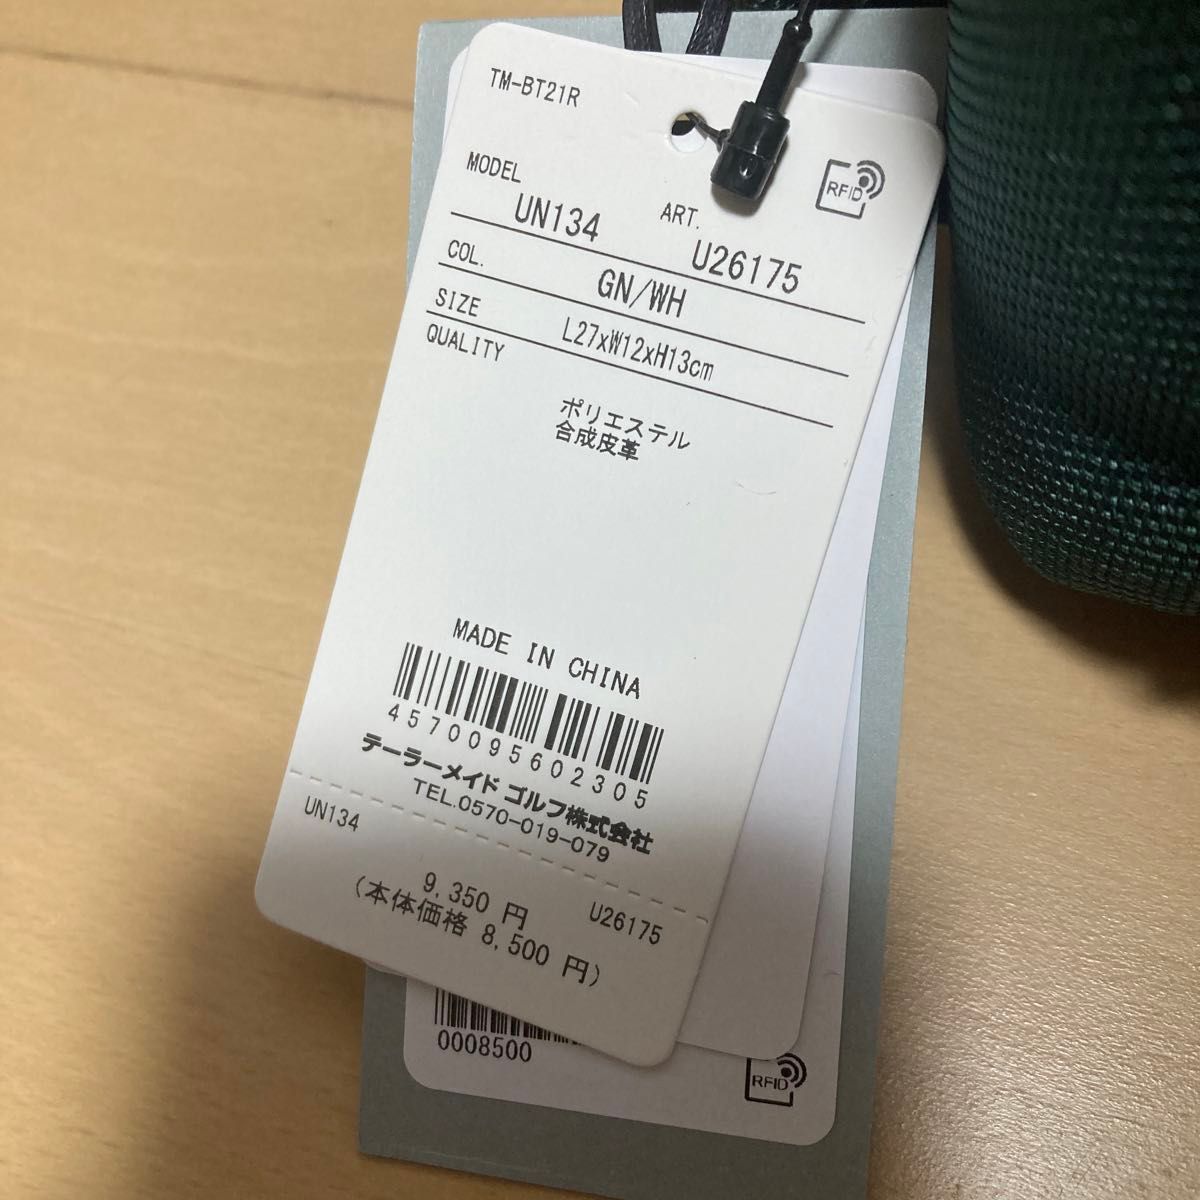 TM-BT21R
RFID
MODEL UN134 ART. U26175
COL. GN/WH
SIZE L27xW12xH13cm
QUALITY
ポリエステル
合成皮革
MADE IN CHINA
4570095602305
テーラーメイド ゴルフ株式会社
TEL.0570-019-079
UN134 U26175
9,350 円
(本体価格 8,500 円)
0008500
RFID